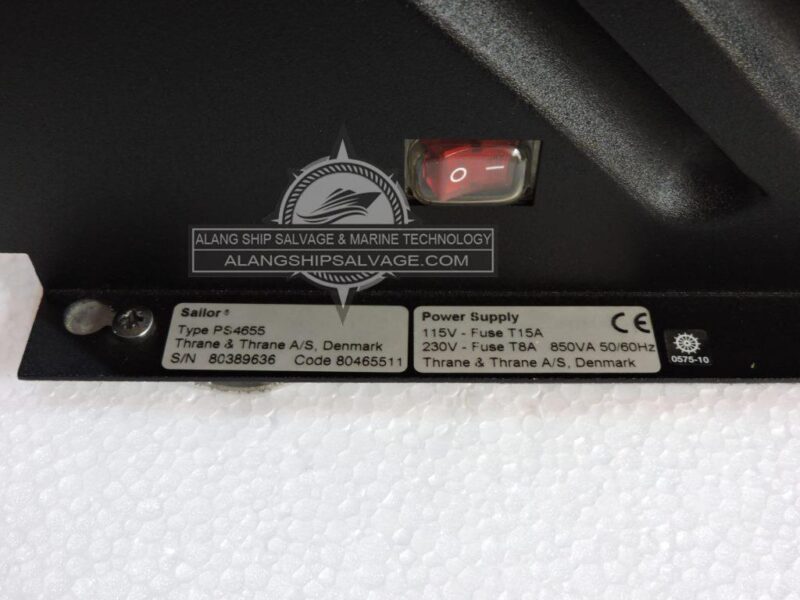 O I
ALANG SHIP SALVAGE & MARINE TECHNOLOGY
ALANGSHIPSALVAGE.COM
Sailor®
Type PS4655
Thrane & Thrane A/S, Denmark
S/N 80389636 Code 80465511
Power Supply
115V - Fuse T15A
230V - Fuse T8A 850VA 50/60Hz
Thrane & Thrane A/S, Denmark
CE
0575-10